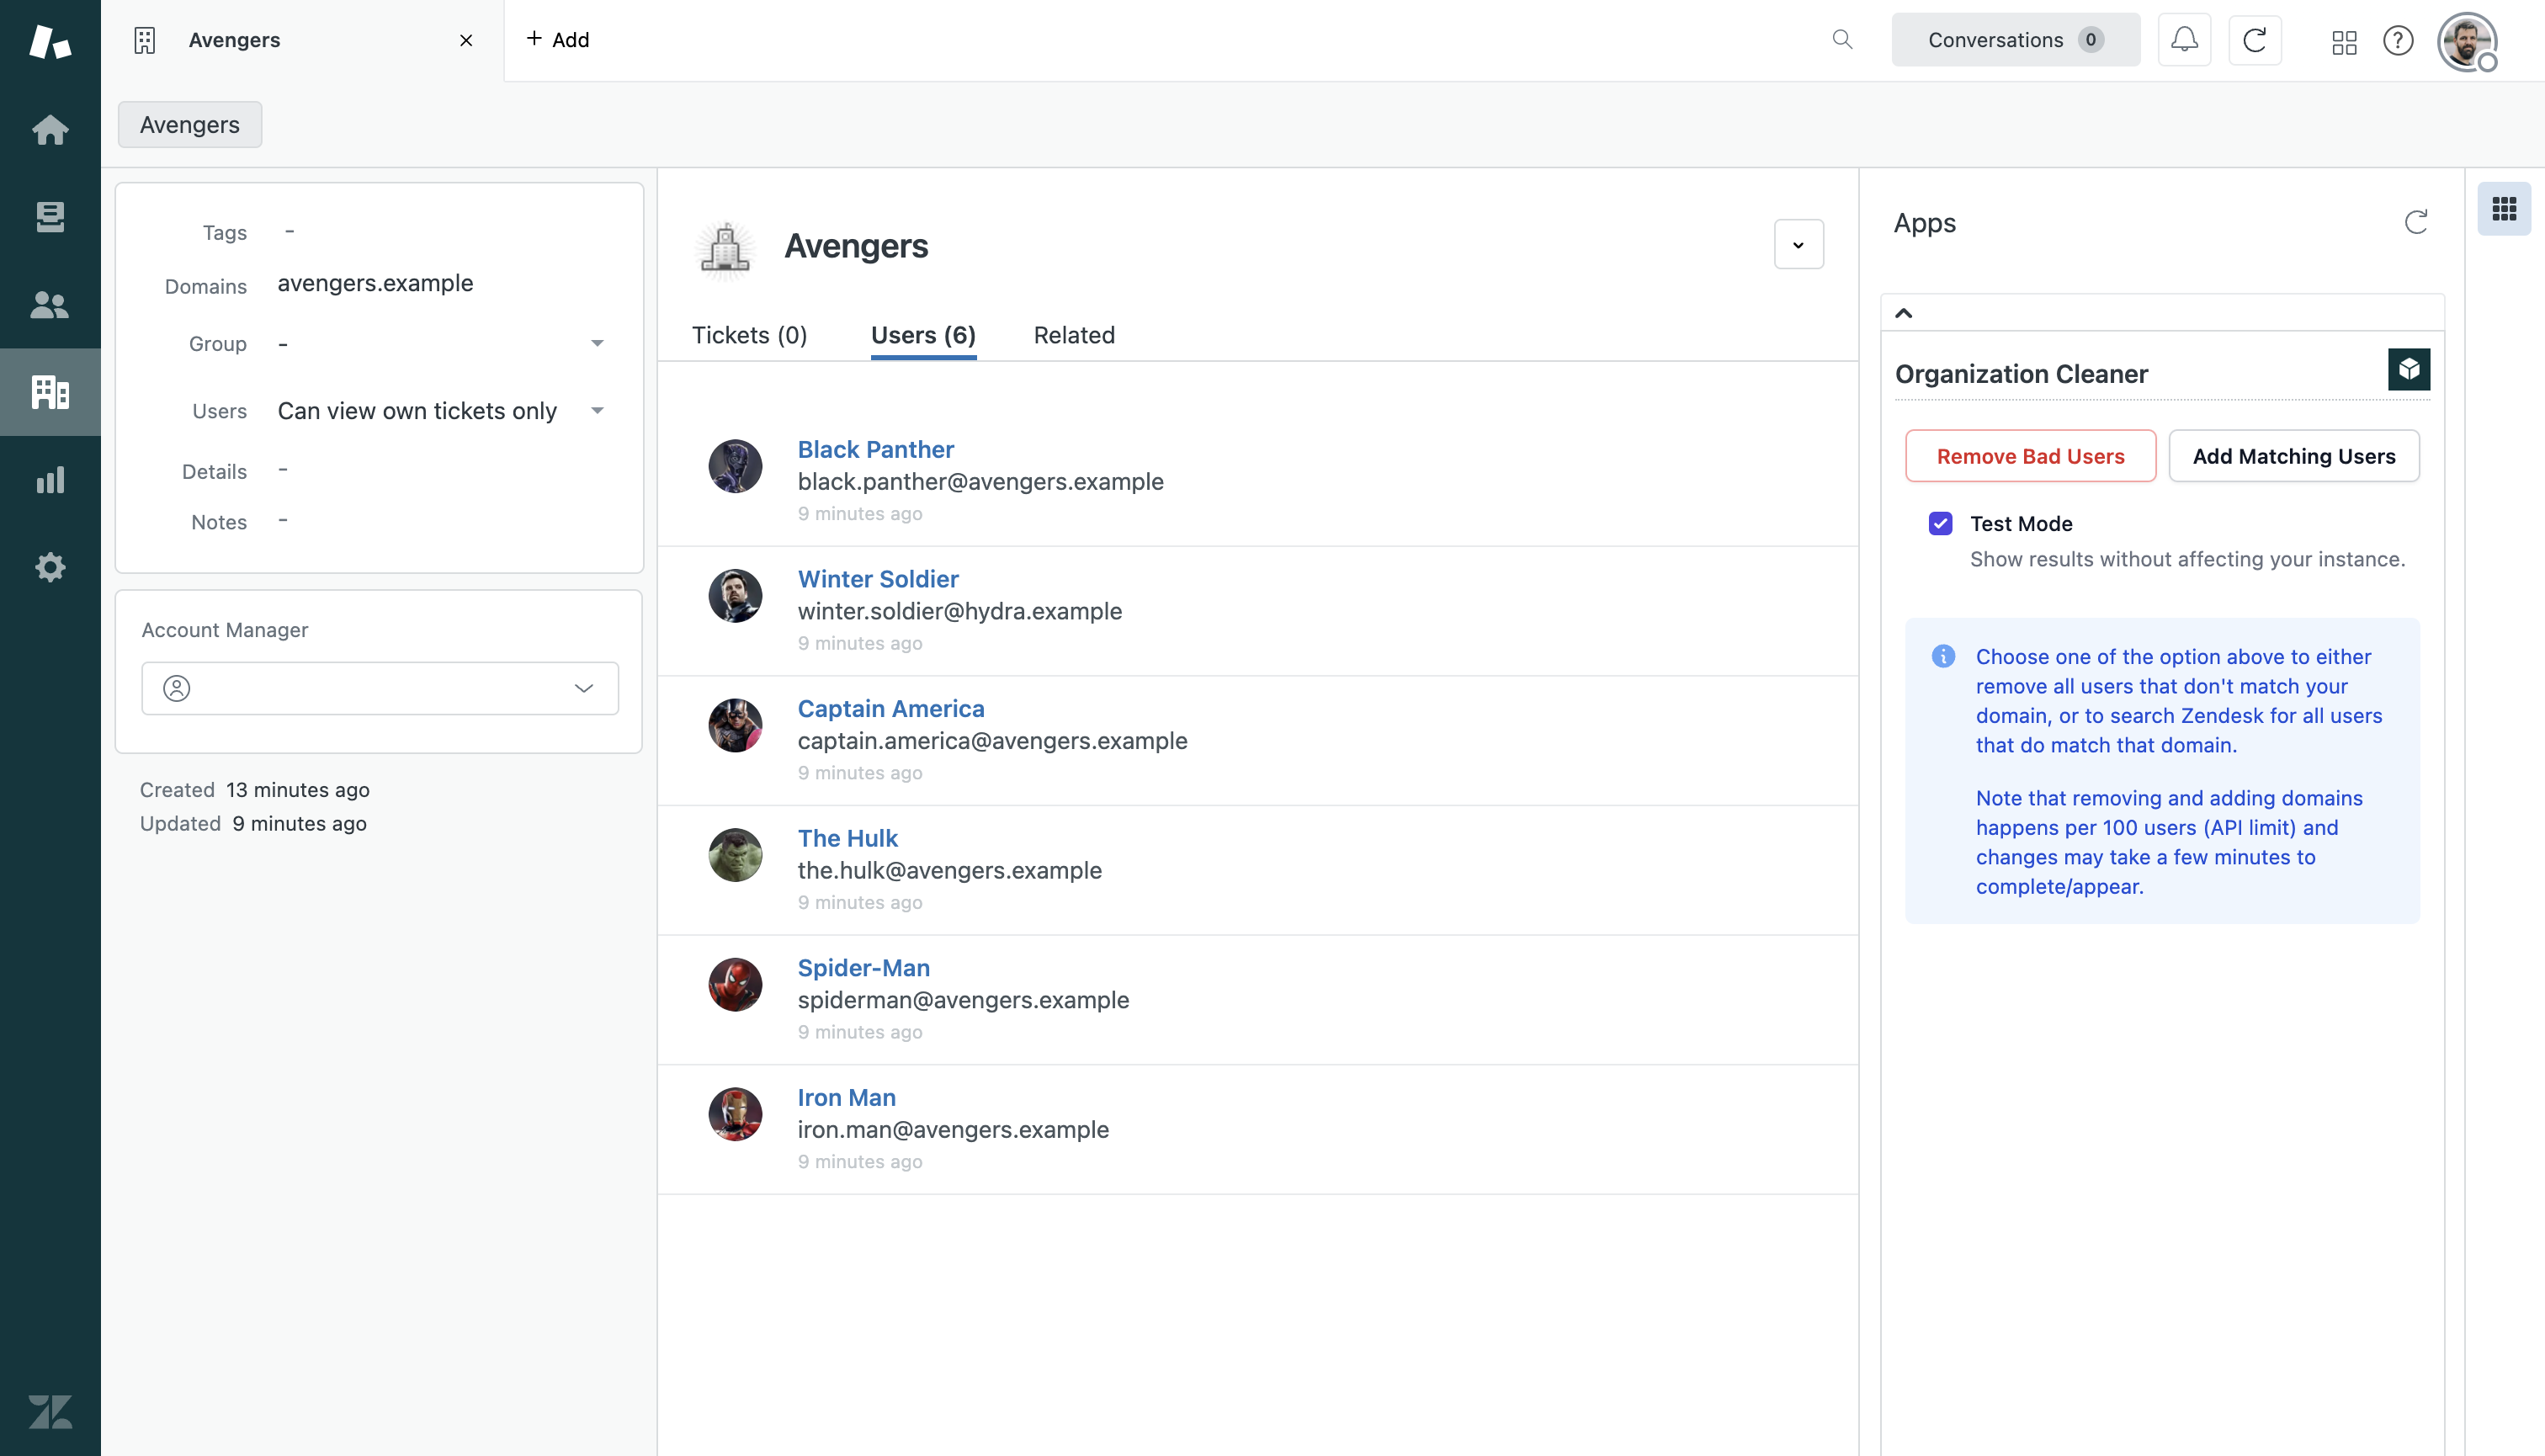 Avengers
+ Add
Conversations 0
Avengers
Tags -
Domains avengers.example
Group -
Users Can view own tickets only
Details -
Notes -
Account Manager
Created 13 minutes ago
Updated 9 minutes ago
Avengers
Tickets (0) Users (6) Related
Black Panther
black.panther@avengers.example
9 minutes ago
Winter Soldier
winter.soldier@hydra.example
9 minutes ago
Captain America
captain.america@avengers.example
9 minutes ago
The Hulk
the.hulk@avengers.example
9 minutes ago
Spider-Man
spiderman@avengers.example
9 minutes ago
Iron Man
iron.man@avengers.example
9 minutes ago
Apps
Organization Cleaner
Remove Bad Users Add Matching Users
Test Mode
Show results without affecting your instance.
Choose one of the option above to either
remove all users that don't match your
domain, or to search Zendesk for all users
that do match that domain.
Note that removing and adding domains
happens per 100 users (API limit) and
changes may take a few minutes to
complete/appear.